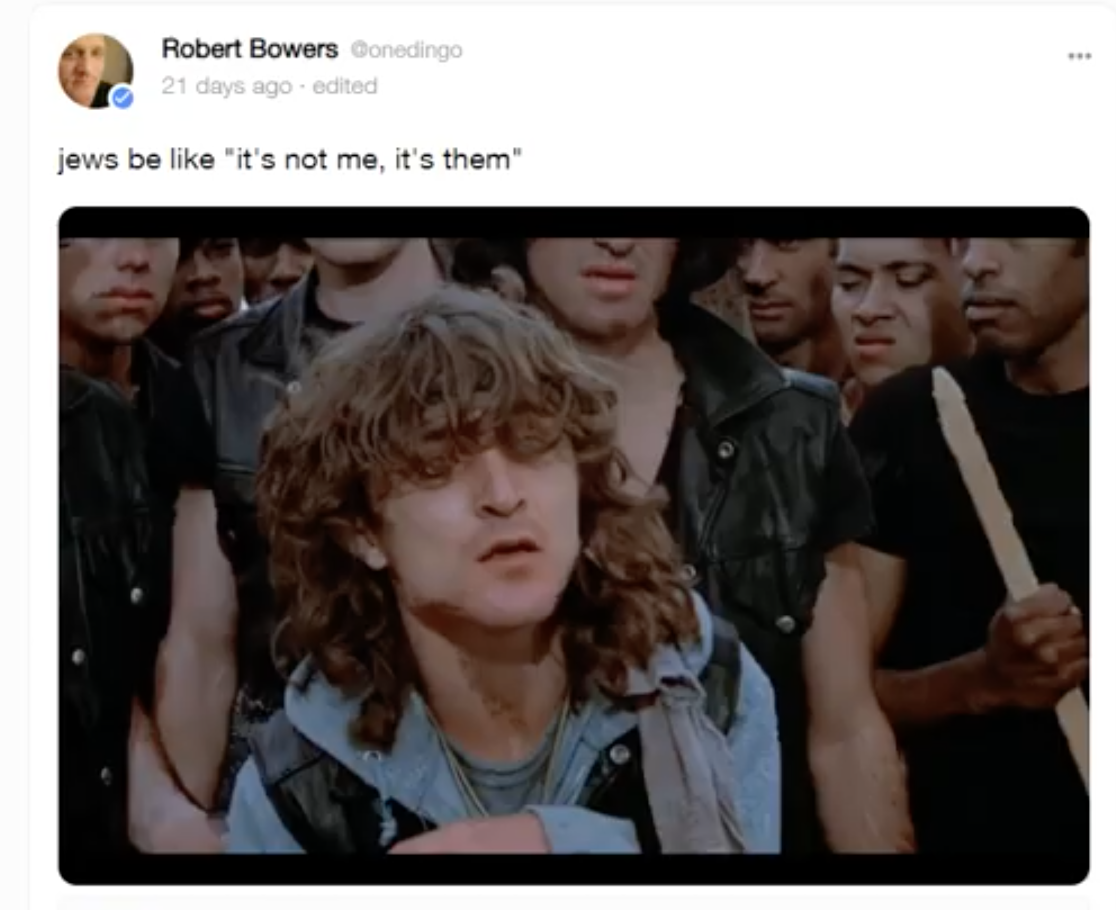 Robert Bowers @onedingo
21 days ago · edited
jews be like "it's not me, it's them"